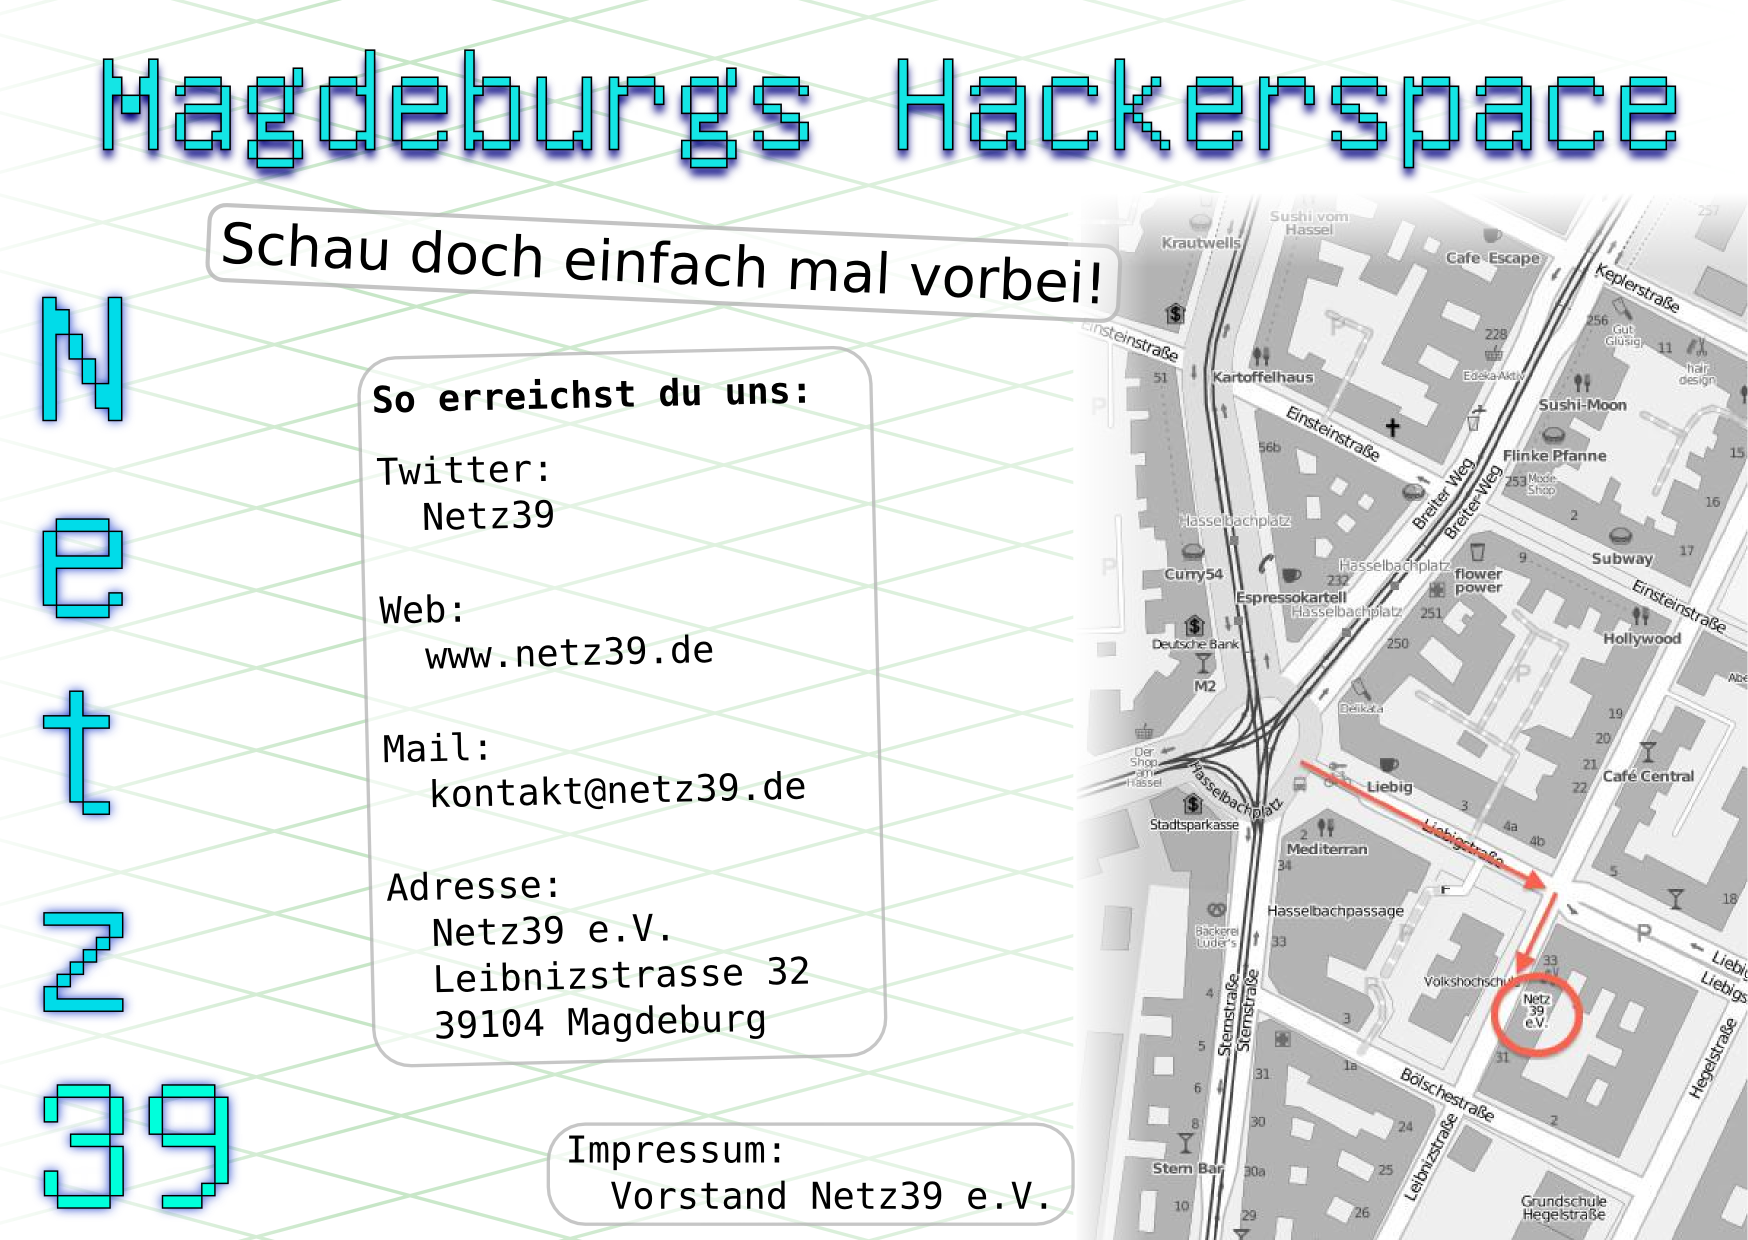 Magdeburgs Hackerspace
Schau doch einfach mal vorbei!
Netz
39
So erreichst du uns:
Twitter:
Netz39
Web:
www.netz39.de
Mail:
kontakt@netz39.de
Adresse:
Netz39 e.V.
Leibnizstrasse 32
39104 Magdeburg
Impressum:
Vorstand Netz39 e.V.
Sushi vom
Hassel
257
Krautwells
Cafe Escape
Keplerstraße
Einsteinstraße
256
Gut
Glüsig
228
11
hair
design
51
Kartoffelhaus
Edeka Aktiv
Sushi-Moon
Einsteinstraße
56b
Flinke Pfanne
15
Breiter Weg
Breiter Weg
253
Mode
Shop
16
2
Hasselbachplatz
Subway
17
9
Hasselbachplatz
Curry54
232
flower
power
Espressokartell
Einsteinstraße
Hasselbachplatz
251
Deutsche Bank
250
Hollywood
M2
P
Delikata
19
20
21
22
Der
Shop
am
Hassel
Café Central
Liebig
Hasselbachplatz
3
Stadtsparkasse
2
4a
4b
Liebigstraße
Mediterran
34
5
18
Hasselbachpassage
P
P
Bäckerei
Lüder's
33
33
Volkshochschule
4
Netz
39
e.V.
Sternstraße
Sternstraße
3
5
1a
31
31
Hegelstraße
6
Bölschestraße
8
30
24
2
Leibnizstraße
Stern Bar
30a
25
10
29
26
Grundschule
Hegelstraße